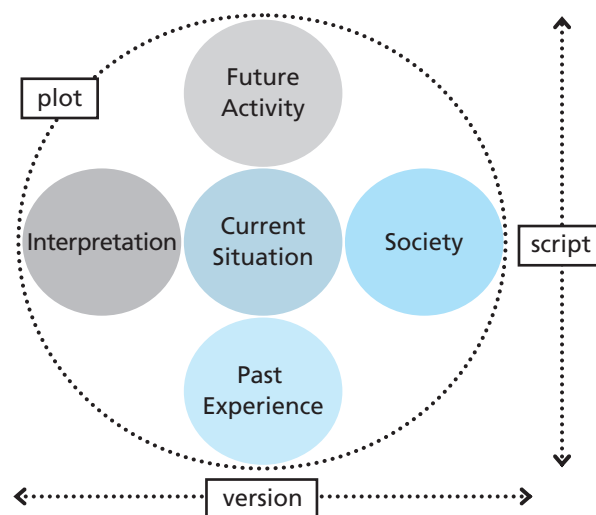 Future
Activity
plot
Interpretation
Current
Situation
Society
script
Past
Experience
version